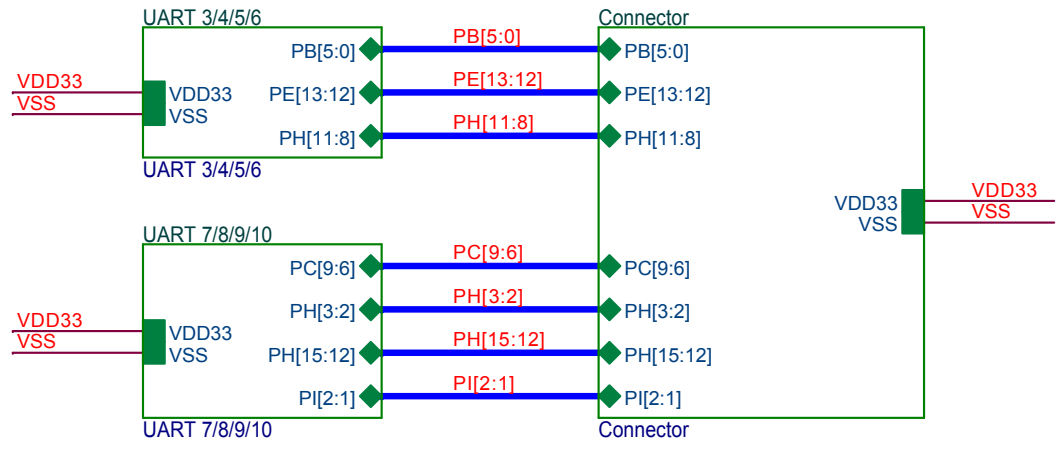 UART 3/4/5/6
Connector
PB[5:0]
PB[5:0]
PB[5:0]
VDD33
VDD33
PE[13:12]
PE[13:12]
PE[13:12]
VSS
VSS
PH[11:8]
PH[11:8]
PH[11:8]
UART 3/4/5/6
VDD33
VDD33
VSS
VSS
UART 7/8/9/10
PC[9:6]
PC[9:6]
PC[9:6]
PH[3:2]
PH[3:2]
PH[3:2]
VDD33
VDD33
VSS
VSS
PH[15:12]
PH[15:12]
PH[15:12]
PI[2:1]
PI[2:1]
PI[2:1]
UART 7/8/9/10
Connector